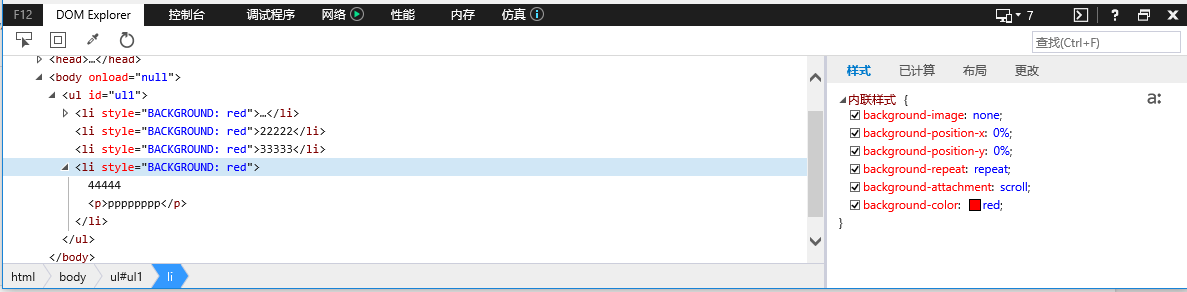 F12 DOM Explorer 控制台 调试程序 网络 性能 内存 仿真 7 ?
查找(Ctrl+F)
<head>…</head>
<body onload="null">
<ul id="ul1">
<li style="BACKGROUND: red">…</li>
<li style="BACKGROUND: red">22222</li>
<li style="BACKGROUND: red">33333</li>
<li style="BACKGROUND: red">
44444
<p>pppppppp</p>
</li>
</ul>
</body>
html body ul#ul1 li
样式 已计算 布局 更改
内联样式 { a:
background-image: none;
background-position-x: 0%;
background-position-y: 0%;
background-repeat: repeat;
background-attachment: scroll;
background-color: red;
}